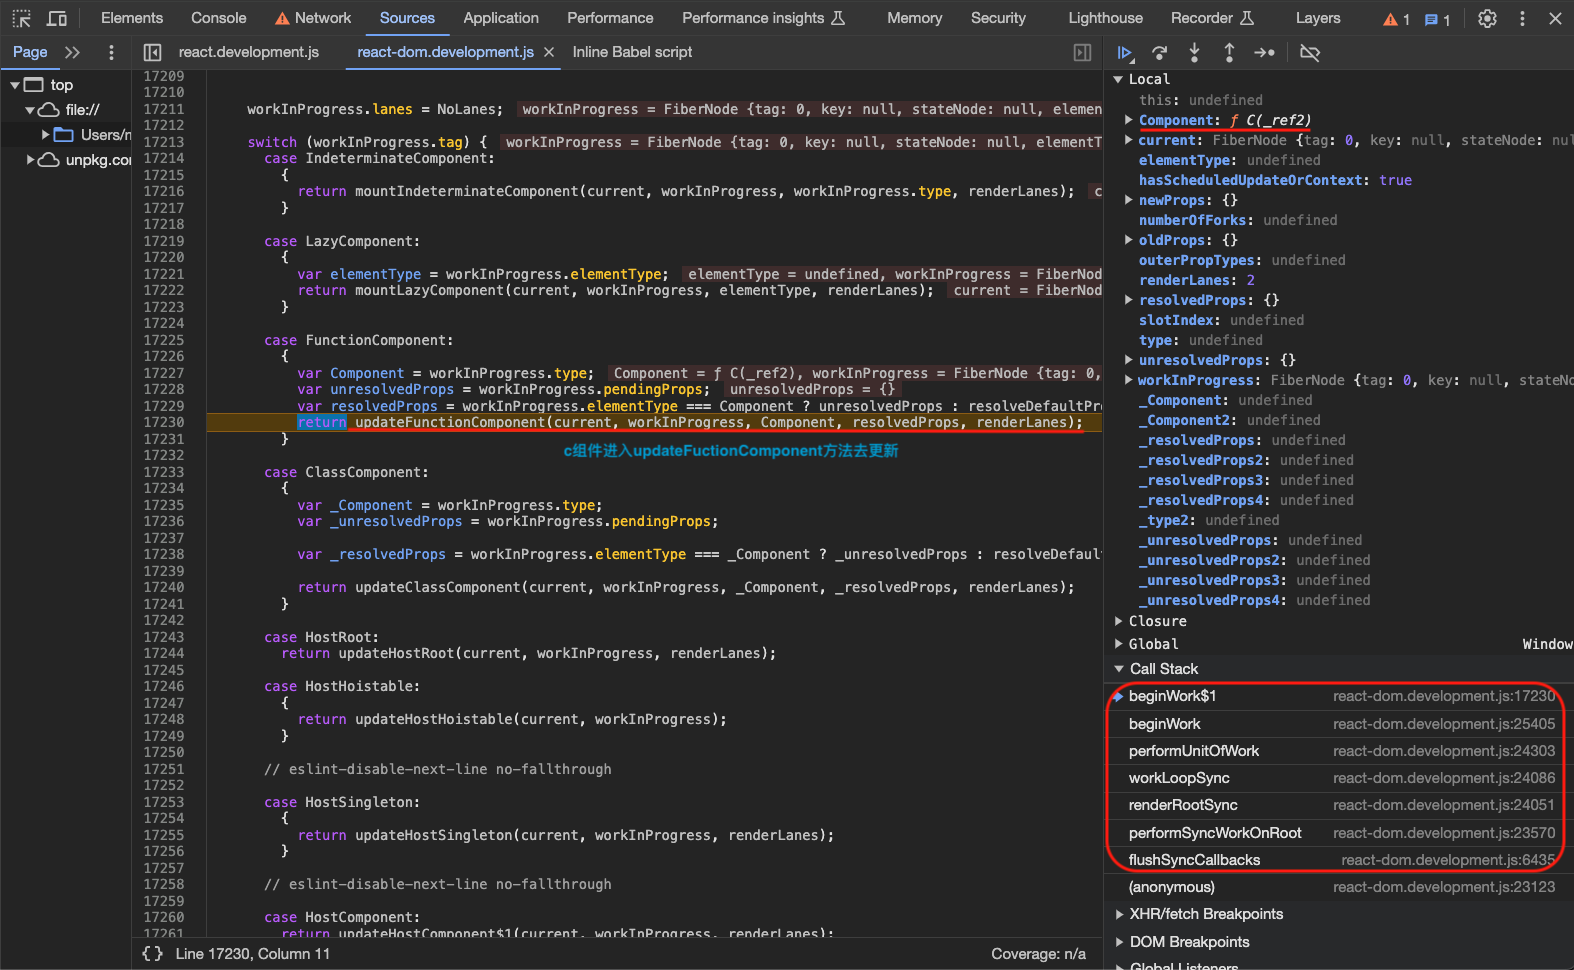 Elements Console Network Sources Application Performance Performance insights Memory Security Lighthouse Recorder Layers 1 1
Page react.development.js react-dom.development.js Inline Babel script
top
file://
Users/
unpkg.co
17209
17210
17211 workInProgress.lanes = NoLanes; workInProgress = FiberNode {tag: 0, key: null, stateNode: null, elemen
17212
17213 switch (workInProgress.tag) { workInProgress = FiberNode {tag: 0, key: null, stateNode: null, elementT
17214 case IndeterminateComponent:
17215 {
17216 return mountIndeterminateComponent(current, workInProgress, workInProgress.type, renderLanes); c
17217 }
17218
17219 case LazyComponent:
17220 {
17221 var elementType = workInProgress.elementType; elementType = undefined, workInProgress = FiberNod
17222 return mountLazyComponent(current, workInProgress, elementType, renderLanes); current = FiberNod
17223 }
17224
17225 case FunctionComponent:
17226 {
17227 var Component = workInProgress.type; Component = ƒ C(_ref2), workInProgress = FiberNode {tag: 0,
17228 var unresolvedProps = workInProgress.pendingProps; unresolvedProps = {}
17229 var resolvedProps = workInProgress.elementType === Component ? unresolvedProps : resolveDefaultPr
17230 return updateFunctionComponent(current, workInProgress, Component, resolvedProps, renderLanes);
17231 }
17232 c组件进入updateFuctionComponent方法去更新
17233 case ClassComponent:
17234 {
17235 var _Component = workInProgress.type;
17236 var _unresolvedProps = workInProgress.pendingProps;
17237
17238 var _resolvedProps = workInProgress.elementType === _Component ? _unresolvedProps : resolveDefault
17239
17240 return updateClassComponent(current, workInProgress, _Component, _resolvedProps, renderLanes);
17241 }
17242
17243 case HostRoot:
17244 return updateHostRoot(current, workInProgress, renderLanes);
17245
17246 case HostHoistable:
17247 {
17248 return updateHostHoistable(current, workInProgress);
17249 }
17250
17251 // eslint-disable-next-line no-fallthrough
17252
17253 case HostSingleton:
17254 {
17255 return updateHostSingleton(current, workInProgress, renderLanes);
17256 }
17257
17258 // eslint-disable-next-line no-fallthrough
17259
17260 case HostComponent:
17261 return updateHostComponent$1(current, workInProgress, renderLanes);
{} Line 17230, Column 11 Coverage: n/a
Local
this: undefined
Component: ƒ C(_ref2)
current: FiberNode {tag: 0, key: null, stateNode: nul
elementType: undefined
hasScheduledUpdateOrContext: true
newProps: {}
numberOfForks: undefined
oldProps: {}
outerPropTypes: undefined
renderLanes: 2
resolvedProps: {}
slotIndex: undefined
type: undefined
unresolvedProps: {}
workInProgress: FiberNode {tag: 0, key: null, stateNo
_Component: undefined
_Component2: undefined
_resolvedProps: undefined
_resolvedProps2: undefined
_resolvedProps3: undefined
_resolvedProps4: undefined
_type2: undefined
_unresolvedProps: undefined
_unresolvedProps2: undefined
_unresolvedProps3: undefined
_unresolvedProps4: undefined
Closure
Global Window
Call Stack
beginWork$1 react-dom.development.js:17230
beginWork react-dom.development.js:25405
performUnitOfWork react-dom.development.js:24303
workLoopSync react-dom.development.js:24086
renderRootSync react-dom.development.js:24051
performSyncWorkOnRoot react-dom.development.js:23570
flushSyncCallbacks react-dom.development.js:6435
(anonymous) react-dom.development.js:23123
XHR/fetch Breakpoints
DOM Breakpoints
Global Listeners